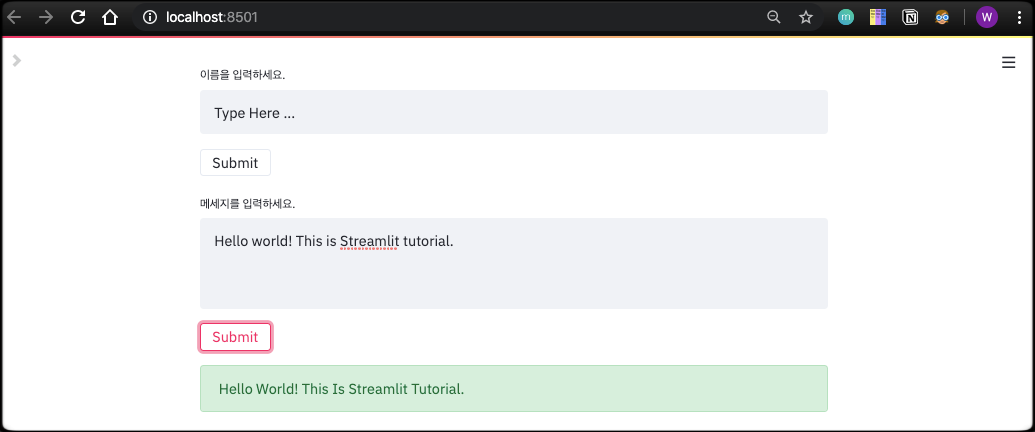 localhost:8501
m
N
W
이름을 입력하세요.
Type Here ...
Submit
메세지를 입력하세요.
Hello world! This is Streamlit tutorial.
Submit
Hello World! This Is Streamlit Tutorial.